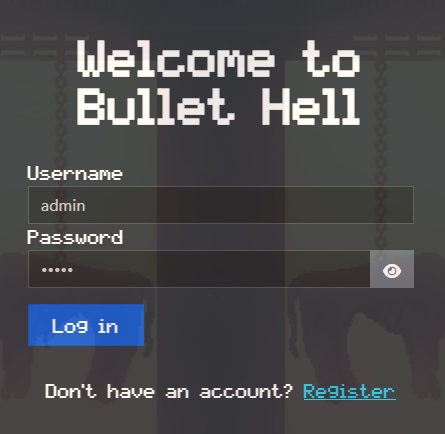 Welcome to
Bullet Hell
Username
admin
Password
•••••
Log in
Don't have an account? Register